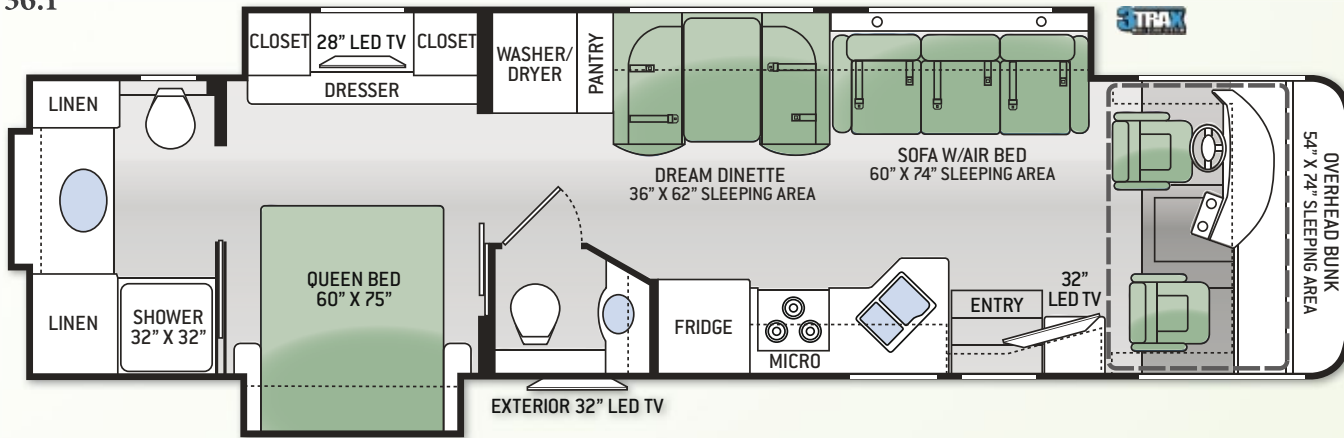 36.1
3TRAX
CLOSET
28” LED TV
CLOSET
DRESSER
WASHER/
DRYER
PANTRY
LINEN
DREAM DINETTE
36” X 62” SLEEPING AREA
SOFA W/AIR BED
60” X 74” SLEEPING AREA
OVERHEAD BUNK
54” X 74” SLEEPING AREA
QUEEN BED
60” X 75”
LINEN
SHOWER
32” X 32”
FRIDGE
MICRO
ENTRY
32”
LED TV
EXTERIOR 32” LED TV